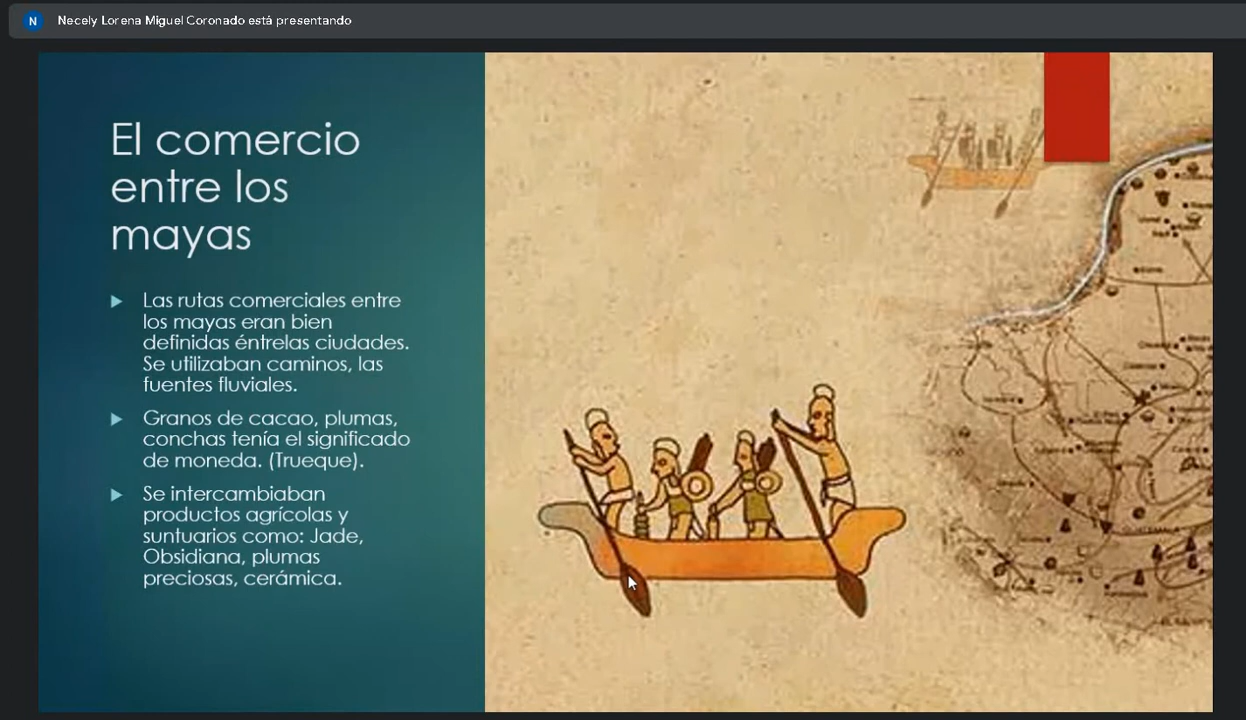 N
Necely Lorena Miguel Coronado está presentando
El comercio
entre los
mayas
Las rutas comerciales entre
los mayas eran bien
definidas éntrelas ciudades.
Se utilizaban caminos, las
fuentes fluviales.
Granos de cacao, plumas,
conchas tenía el significado
de moneda. (Trueque).
Se intercambiaban
productos agrícolas y
suntuarios como: Jade,
Obsidiana, plumas
preciosas, cerámica.